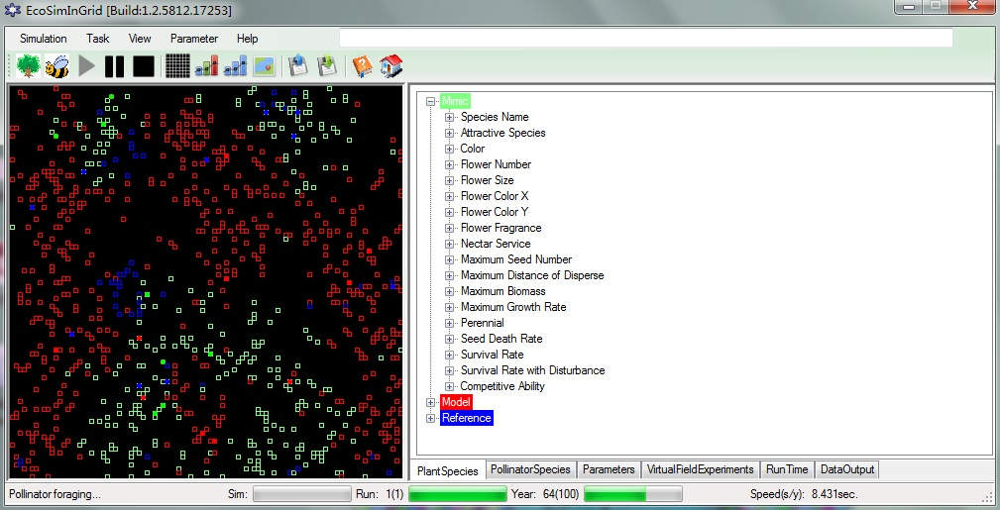 EcoSimInGrid [Build:1.2.5812.17253]
Simulation Task View Parameter Help
Mimic
Species Name
Attractive Species
Color
Flower Number
Flower Size
Flower Color X
Flower Color Y
Flower Fragrance
Nectar Service
Maximum Seed Number
Maximum Distance of Disperse
Maximum Biomass
Maximum Growth Rate
Perennial
Seed Death Rate
Survival Rate
Survival Rate with Disturbance
Competitive Ability
Model
Reference
PlantSpecies PollinatorSpecies Parameters VirtualFieldExperiments RunTime DataOutput
Pollinator foraging... Sim: Run: 1(1) Year: 64(100) Speed(s/y): 8.431sec.